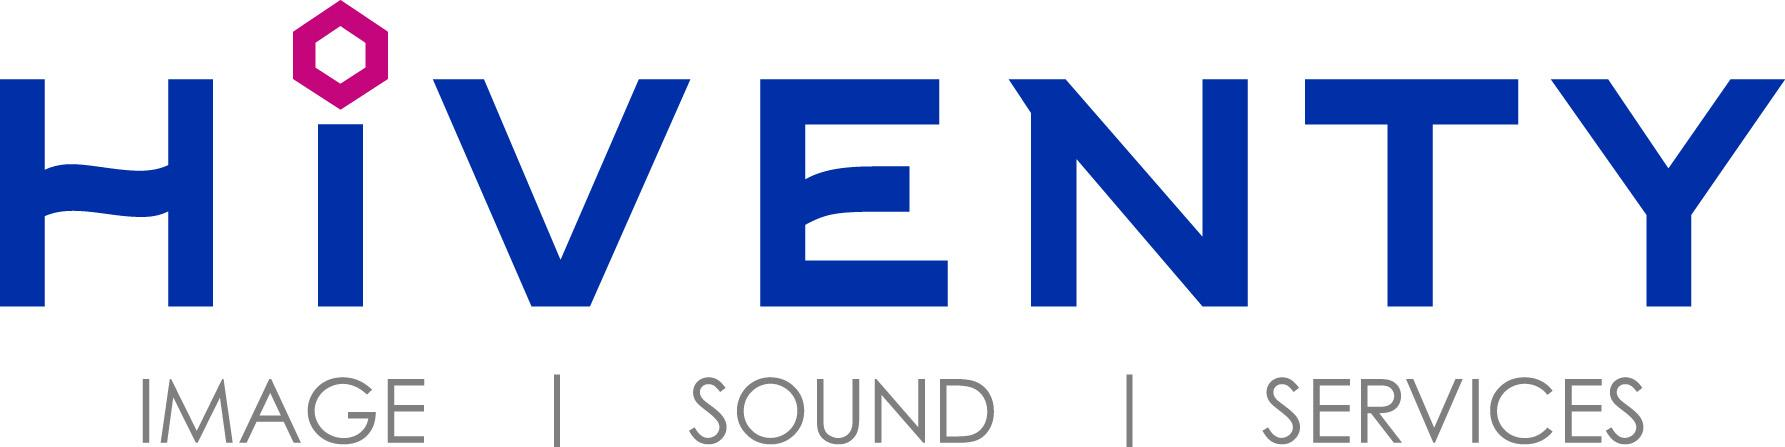 HiVENTY
IMAGE | SOUND | SERVICES